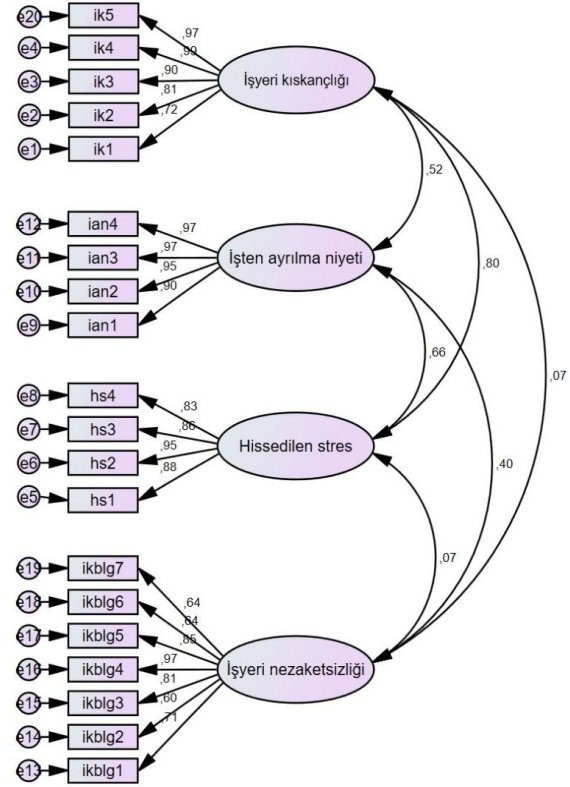 e20 ik5 ,97
e4 ik4 ,99
e3 ik3 ,90
e2 ik2 ,81
e1 ik1 ,72
İşyeri kıskançlığı
,52
e12 ian4 ,97
e11 ian3 ,97
e10 ian2 ,95
e9 ian1 ,90
İşten ayrılma niyeti
,80
,66
,07
e8 hs4 ,83
e7 hs3 ,86
e6 hs2 ,95
e5 hs1 ,88
Hissedilen stres
,40
,07
e19 ikblg7 ,64
e18 ikblg6 ,64
e17 ikblg5 ,85
e16 ikblg4 ,97
e15 ikblg3 ,81
e14 ikblg2 ,60
e13 ikblg1 ,71
İşyeri nezaketsizliği